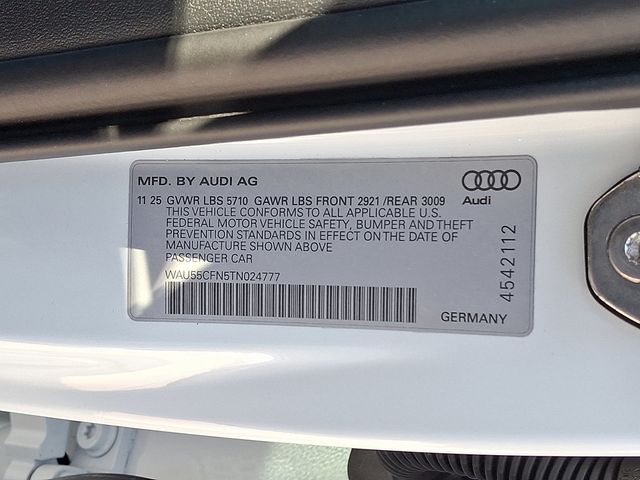 MFD. BY AUDI AG
Audi
11 25 GVWR LBS 5710 GAWR LBS FRONT 2921 /REAR 3009
THIS VEHICLE CONFORMS TO ALL APPLICABLE U.S.
FEDERAL MOTOR VEHICLE SAFETY, BUMPER AND THEFT
PREVENTION STANDARDS IN EFFECT ON THE DATE OF
MANUFACTURE SHOWN ABOVE
PASSENGER CAR
WAU55CFN5TN024777
4542112
GERMANY